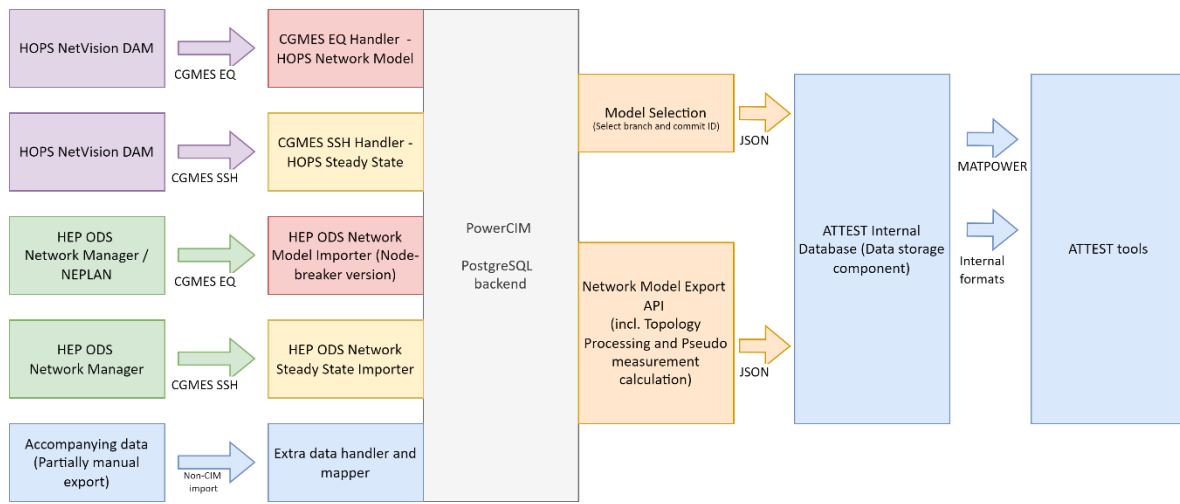 HOPS NetVision DAM
CGMES EQ
CGMES EQ Handler -
HOPS Network Model
HOPS NetVision DAM
CGMES SSH
CGMES SSH Handler -
HOPS Steady State
HEP ODS
Network Manager /
NEPLAN
CGMES EQ
HEP ODS Network
Model Importer (Node-
breaker version)
HEP ODS
Network Manager
CGMES SSH
HEP ODS Network
Steady State Importer
Accompanying data
(Partially manual
export)
Non-CIM
import
Extra data handler and
mapper
PowerCIM
PostgreSQL
backend
Model Selection
(Select branch and commit ID)
JSON
Network Model Export
API
(incl. Topology
Processing and Pseudo
measurement
calculation)
JSON
ATTEST Internal
Database (Data storage
component)
MATPOWER
Internal
formats
ATTEST tools